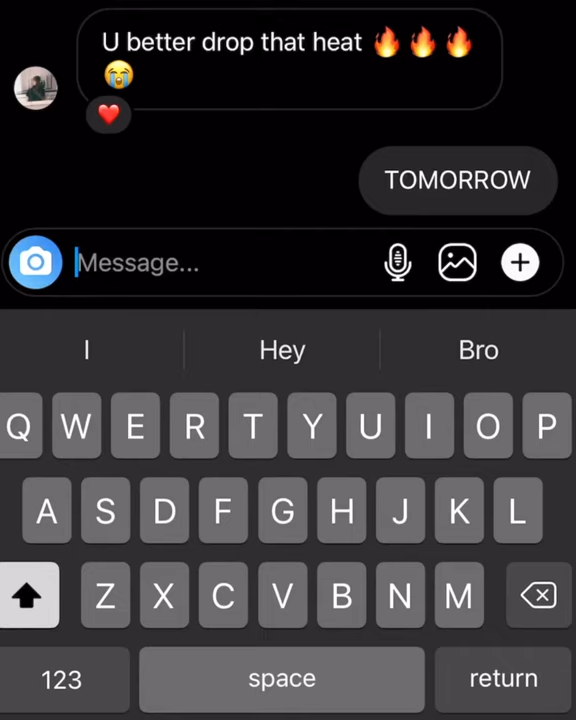 U better drop that heat 🔥 🔥 🔥
😭
TOMORROW
Message...
I Hey Bro
Q W E R T Y U I O P
A S D F G H J K L
Z X C V B N M
123 space return